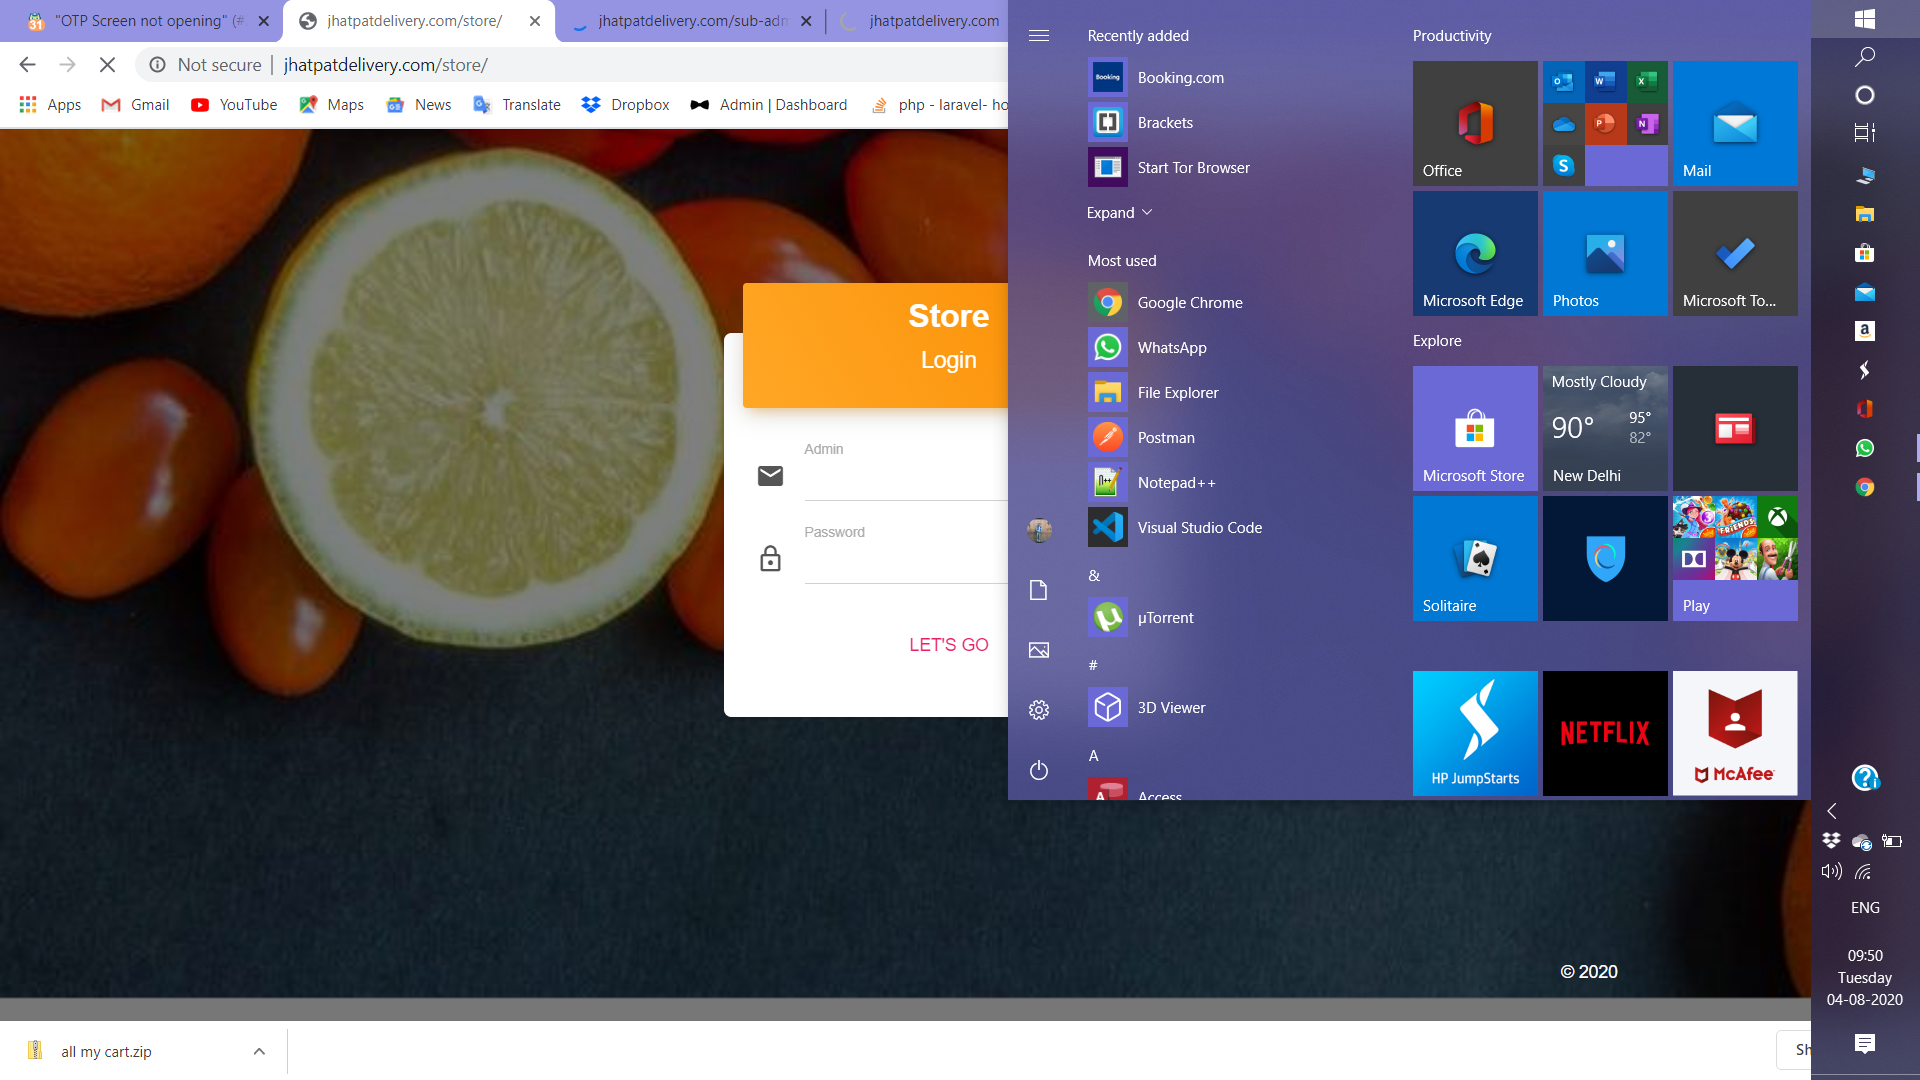 "OTP Screen not opening" (#
jhatpatdelivery.com/store/
jhatpatdelivery.com/sub-adm
jhatpatdelivery.com
Not secure | jhatpatdelivery.com/store/
Apps
Gmail
YouTube
Maps
News
Translate
Dropbox
Admin | Dashboard
php - laravel- ho
Store
Login
Admin
Password
LET'S GO
© 2020
all my cart.zip
Sh
Recently added
Booking.com
Brackets
Start Tor Browser
Expand
Most used
Google Chrome
WhatsApp
File Explorer
Postman
Notepad++
Visual Studio Code
&
µTorrent
#
3D Viewer
A
Access
Productivity
Office
Mail
Microsoft Edge
Photos
Microsoft To...
Explore
Microsoft Store
Mostly Cloudy
90°
95°
82°
New Delhi
Solitaire
Play
HP JumpStarts
NETFLIX
McAfee
ENG
09:50
Tuesday
04-08-2020